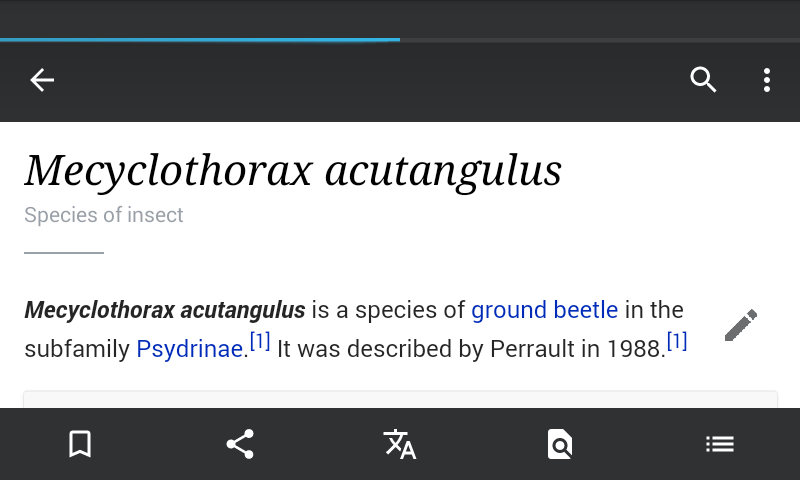 Mecyclothorax acutangulus
Species of insect
Mecyclothorax acutangulus is a species of ground beetle in the
subfamily Psydrinae.[1] It was described by Perrault in 1988.[1]